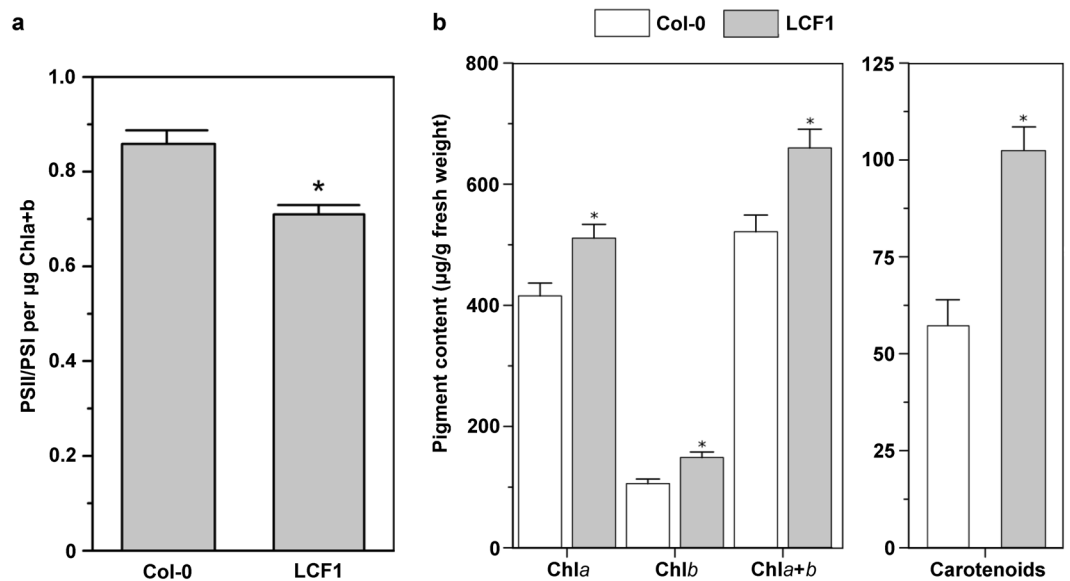 a
b
Col-0 LCF1
PSII/PSI per µg Chla+b
1.0
0.8
0.6
0.4
0.2
0
*
Col-0 LCF1
Pigment content (µg/g fresh weight)
800
600
400
200
0
* * *
Chla Chlb Chla+b
125
100
75
50
25
0
*
Carotenoids